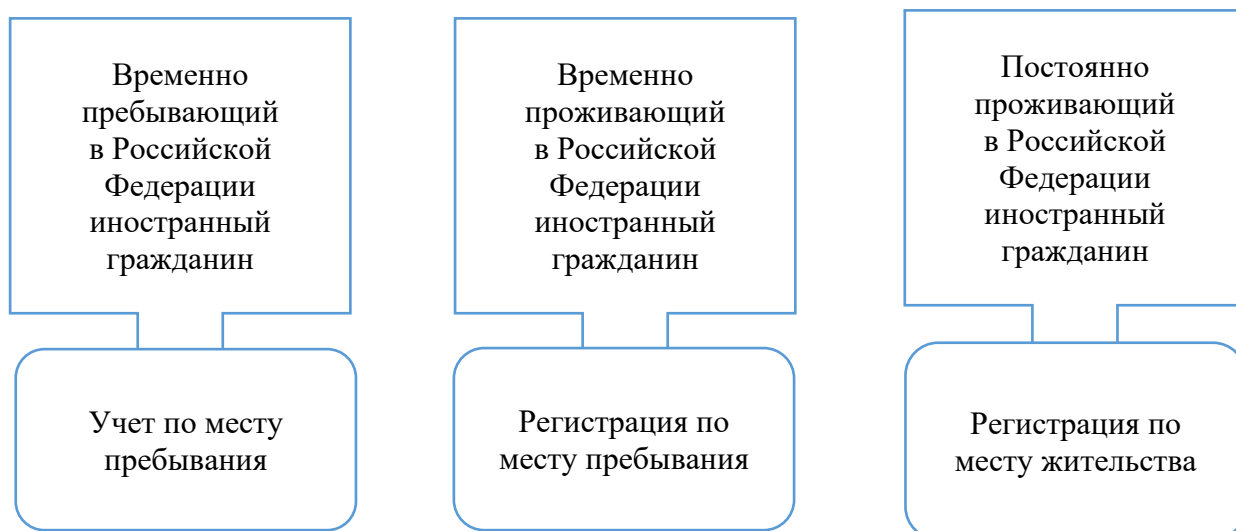 Временно
пребывающий
в Российской
Федерации
иностранный
гражданин
Учет по месту
пребывания
Временно
проживающий
в Российской
Федерации
иностранный
гражданин
Регистрация по
месту пребывания
Постоянно
проживающий
в Российской
Федерации
иностранный
гражданин
Регистрация по
месту жительства